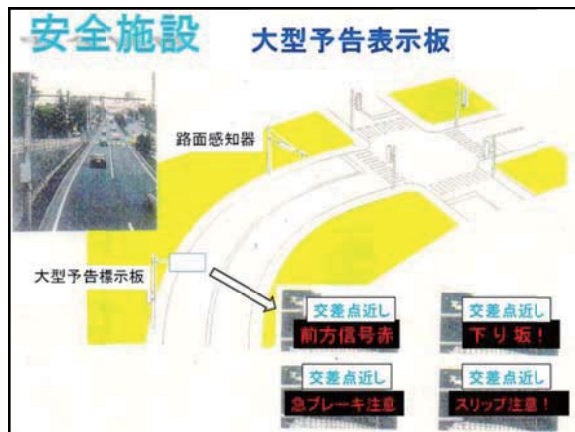 安全施設 大型予告表示板
路面感知器
大型予告標示板
交差点近し
前方信号赤
交差点近し
下り坂!
交差点近し
急ブレーキ注意
交差点近し
スリップ注意!